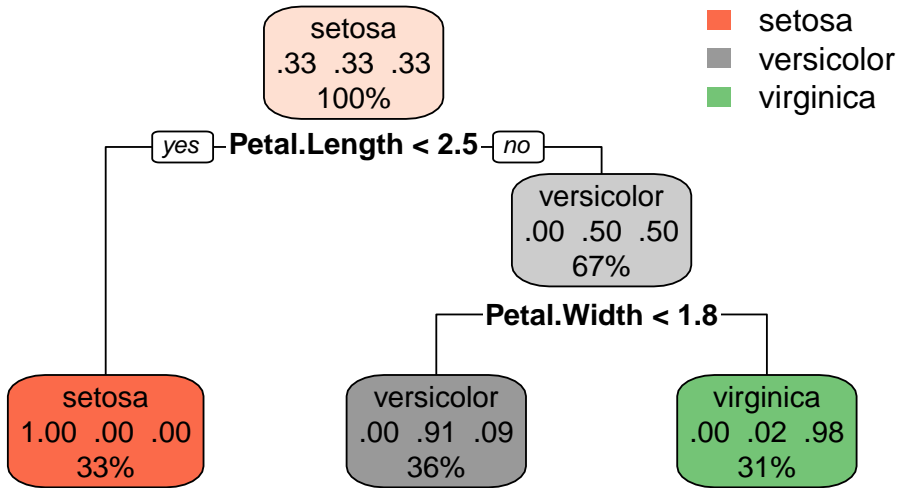 setosa
.33 .33 .33
100%
setosa
versicolor
virginica
yes Petal.Length < 2.5 no
versicolor
.00 .50 .50
67%
Petal.Width < 1.8
setosa
1.00 .00 .00
33%
versicolor
.00 .91 .09
36%
virginica
.00 .02 .98
31%